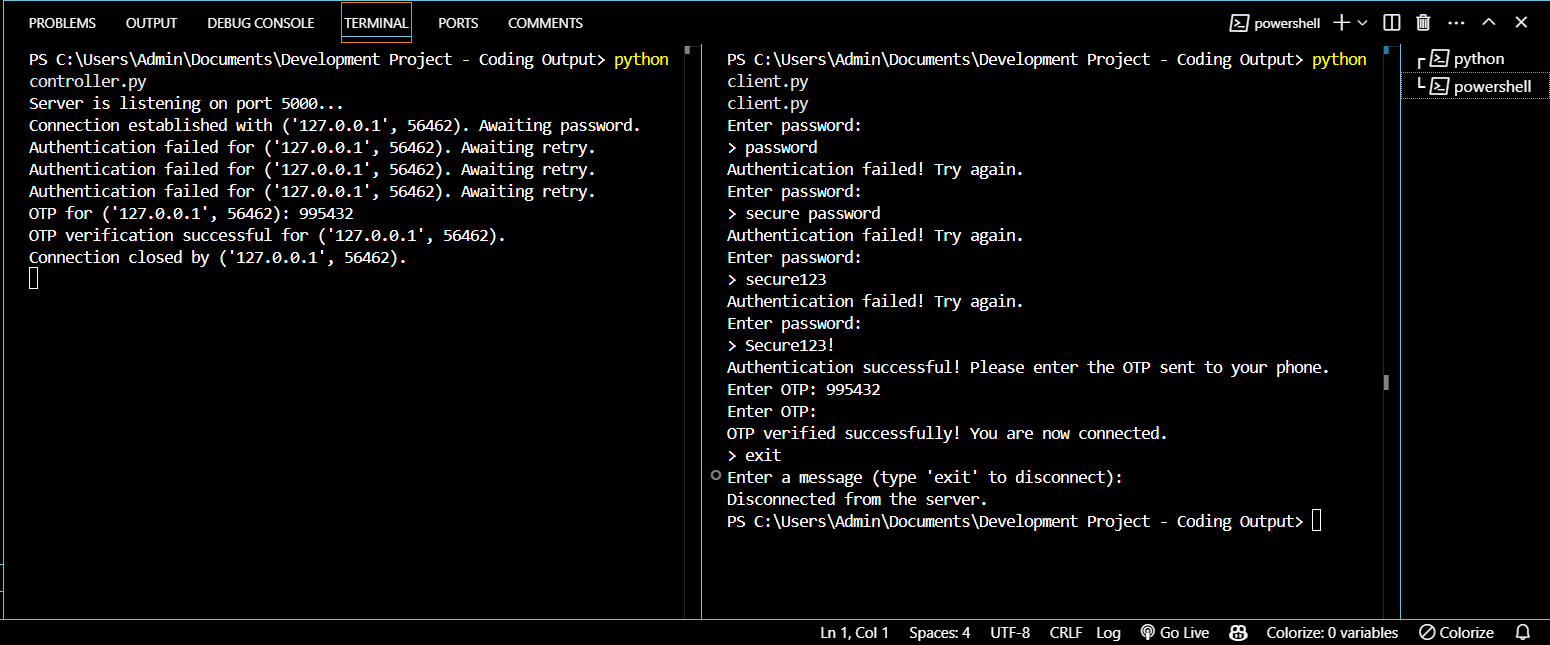 PROBLEMS OUTPUT DEBUG CONSOLE TERMINAL PORTS COMMENTS powershell
PS C:\Users\Admin\Documents\Development Project - Coding Output> python
controller.py
Server is listening on port 5000...
Connection established with ('127.0.0.1', 56462). Awaiting password.
Authentication failed for ('127.0.0.1', 56462). Awaiting retry.
Authentication failed for ('127.0.0.1', 56462). Awaiting retry.
Authentication failed for ('127.0.0.1', 56462). Awaiting retry.
OTP for ('127.0.0.1', 56462): 995432
OTP verification successful for ('127.0.0.1', 56462).
Connection closed by ('127.0.0.1', 56462).
PS C:\Users\Admin\Documents\Development Project - Coding Output> python
client.py
client.py
Enter password:
> password
Authentication failed! Try again.
Enter password:
> secure password
Authentication failed! Try again.
Enter password:
> secure123
Authentication failed! Try again.
Enter password:
> Secure123!
Authentication successful! Please enter the OTP sent to your phone.
Enter OTP: 995432
Enter OTP:
OTP verified successfully! You are now connected.
> exit
Enter a message (type 'exit' to disconnect):
Disconnected from the server.
PS C:\Users\Admin\Documents\Development Project - Coding Output>
python
powershell
Ln 1, Col 1 Spaces: 4 UTF-8 CRLF Log Go Live Colorize: 0 variables Colorize